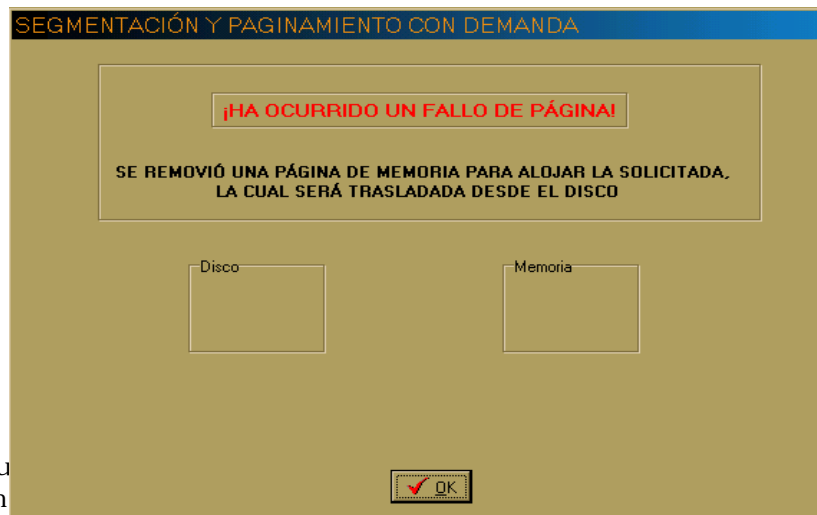 SEGMENTACIÓN Y PAGINAMIENTO CON DEMANDA
¡HA OCURRIDO UN FALLO DE PÁGINA!
SE REMOVIÓ UNA PÁGINA DE MEMORIA PARA ALOJAR LA SOLICITADA,
LA CUAL SERÁ TRASLADADA DESDE EL DISCO
Disco
Memoria
OK